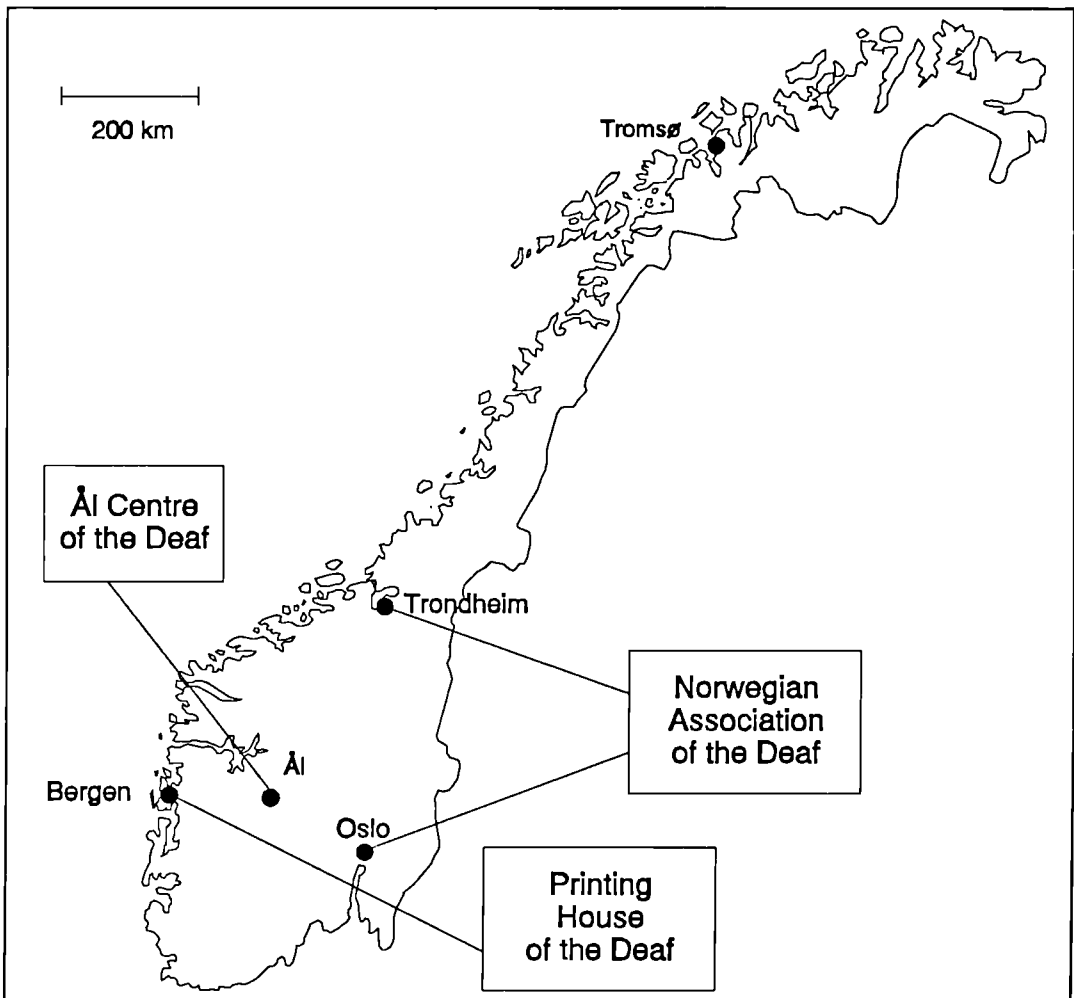 200 km
Tromsø
Ål Centre
of the Deaf
Trondheim
Norwegian
Association
of the Deaf
Ål
Bergen
Oslo
Printing
House
of the Deaf